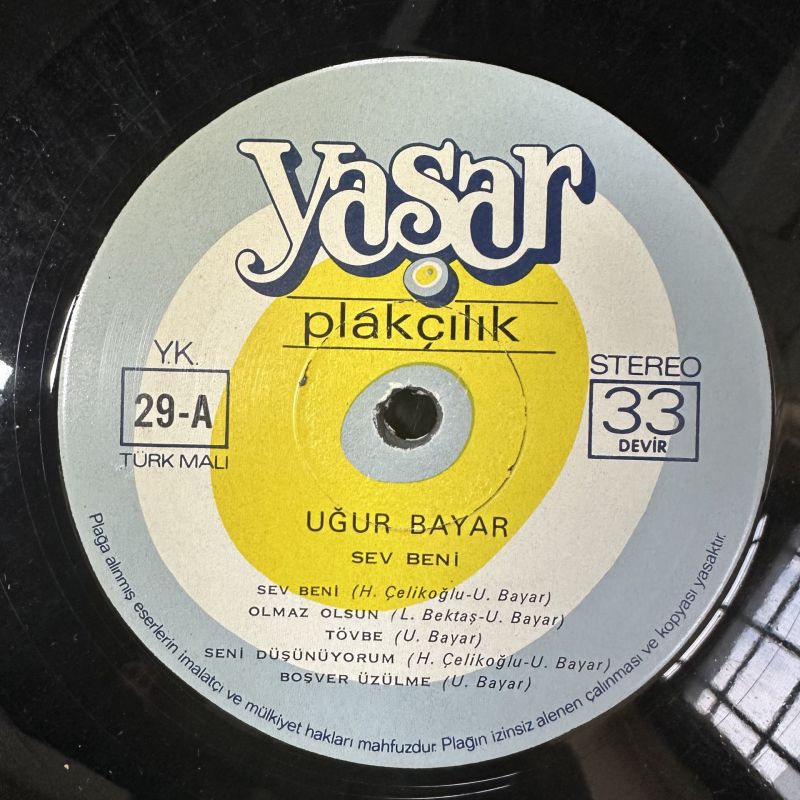 yaşar
plákçılık
Y.K.
29-A
TÜRK MALI
STEREO
33
DEVİR
UĞUR BAYAR
SEV BENİ
SEV BENİ (H. Çelikoğlu-U. Bayar)
OLMAZ OLSUN (L. Bektaş-U. Bayar)
TÖVBE (U. Bayar)
SENİ DÜŞÜNÜYORUM (H. Çelikoğlu-U. Bayar)
BOŞVER ÜZÜLME (U. Bayar)
Plağa alınmış eserlerin imalatçı ve mülkiyet hakları mahfuzdur. Plağın izinsiz alenen çalınması ve kopyası yasaktır.